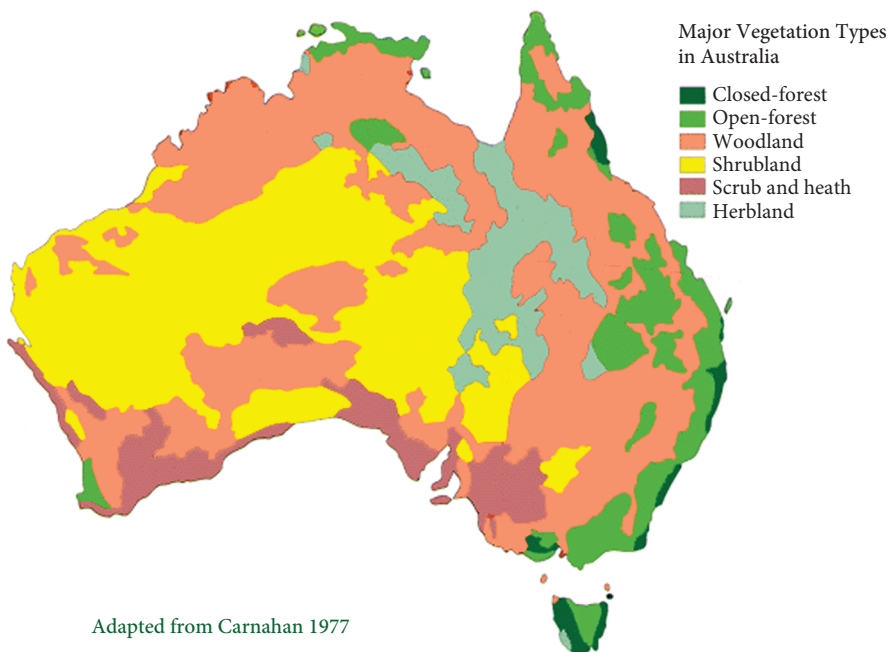 Major Vegetation Types
in Australia
Closed-forest
Open-forest
Woodland
Shrubland
Scrub and heath
Herbland
Adapted from Carnahan 1977